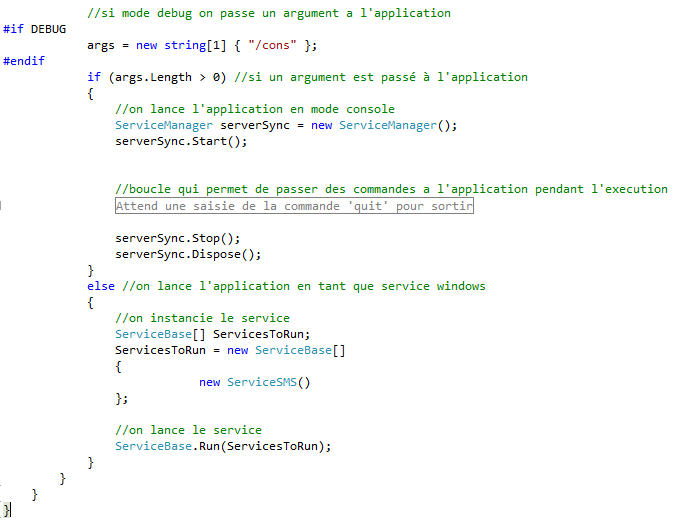 //si mode debug on passe un argument a l'application
#if DEBUG
args = new string[1] { "/cons" };
#endif
if (args.Length > 0) //si un argument est passé à l'application
{
//on lance l'application en mode console
ServiceManager serverSync = new ServiceManager();
serverSync.Start();
//boucle qui permet de passer des commandes a l'application pendant l'execution
Attend une saisie de la commande 'quit' pour sortir
serverSync.Stop();
serverSync.Dispose();
}
else //on lance l'application en tant que service windows
{
//on instancie le service
ServiceBase[] ServicesToRun;
ServicesToRun = new ServiceBase[]
{
new ServiceSMS()
};
//on lance le service
ServiceBase.Run(ServicesToRun);
}
}
}
}